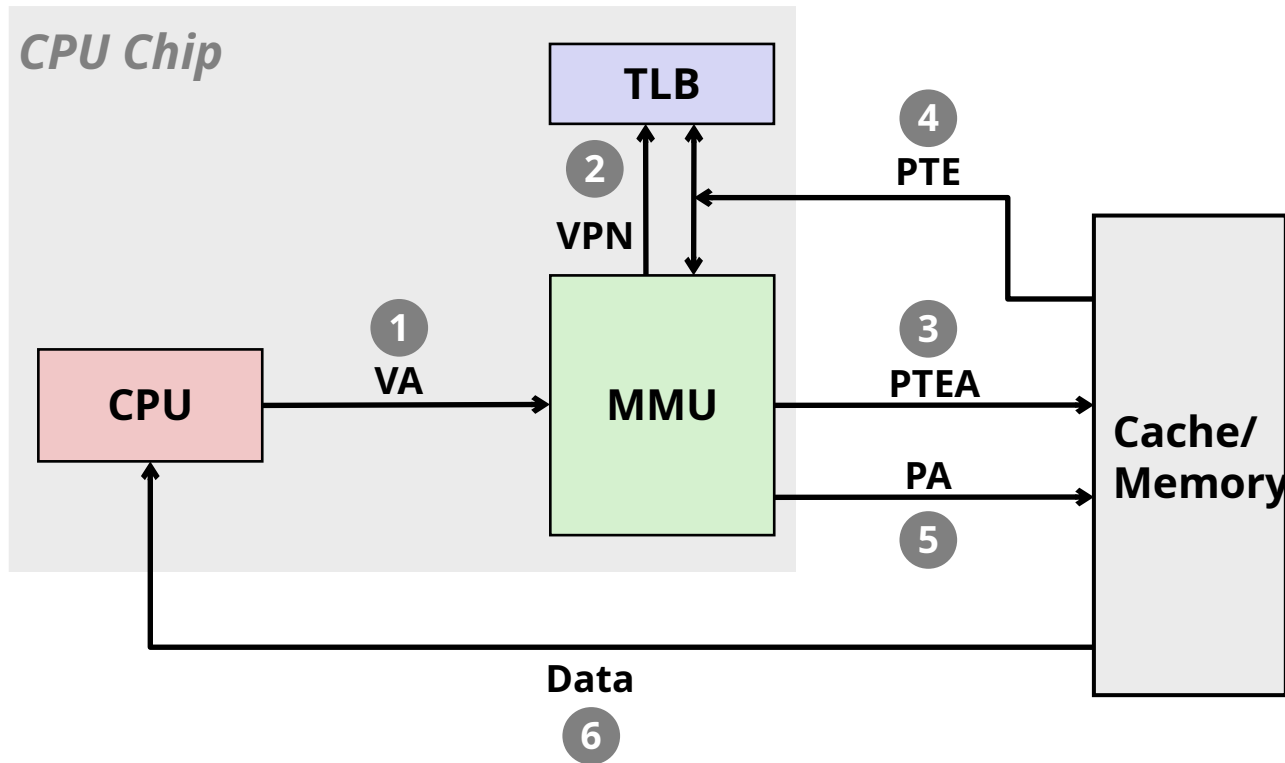 CPU Chip
TLB
2
VPN
4
PTE
1
VA
CPU
MMU
3
PTEA
PA
5
Cache/
Memory
Data
6